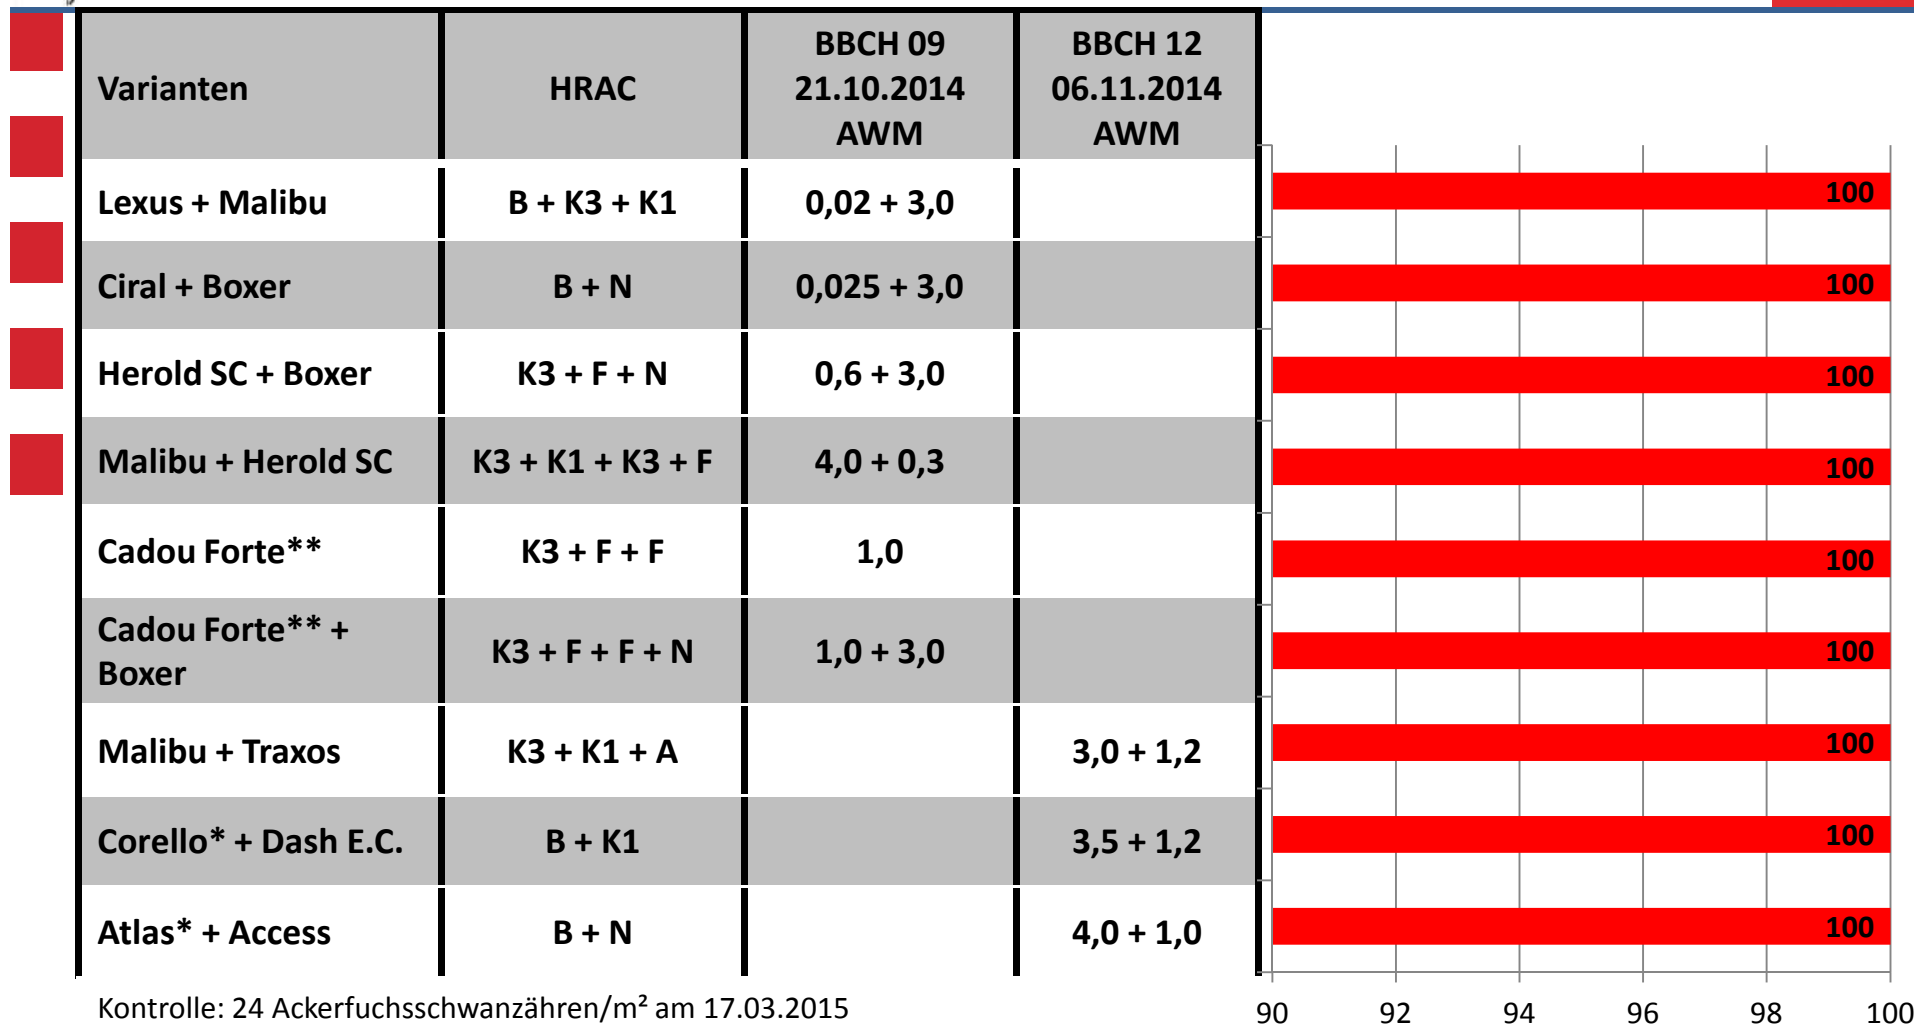 Varianten
HRAC
BBCH 09
21.10.2014
AWM
BBCH 12
06.11.2014
AWM
Lexus + Malibu
B + K3 + K1
0,02 + 3,0
100
Ciral + Boxer
B + N
0,025 + 3,0
100
Herold SC + Boxer
K3 + F + N
0,6 + 3,0
100
Malibu + Herold SC
K3 + K1 + K3 + F
4,0 + 0,3
100
Cadou Forte**
K3 + F + F
1,0
100
Cadou Forte** +
Boxer
K3 + F + F + N
1,0 + 3,0
100
Malibu + Traxos
K3 + K1 + A
3,0 + 1,2
100
Corello* + Dash E.C.
B + K1
3,5 + 1,2
100
Atlas* + Access
B + N
4,0 + 1,0
100
Kontrolle: 24 Ackerfuchsschwanzähren/m² am 17.03.2015
90 92 94 96 98 100